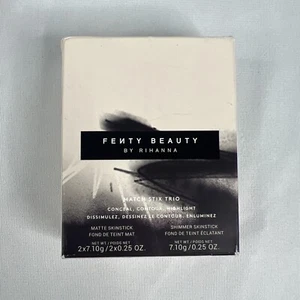 FEИTY BEAUTY
BY RIHANNA
MATCH STIX TRIO
CONCEAL, CONTOUR, HIGHLIGHT
DISSIMULEZ, DESSINEZ LE CONTOUR, ENLUMINEZ
MATTE SKINSTICK
FOND DE TEINT MAT
NET WT./POIDS NET
2x7.10g/2x0.25 OZ.
SHIMMER SKINSTICK
FOND DE TEINT ÉCLATANT
NET WT./POIDS NET
7.10g/0.25 OZ.